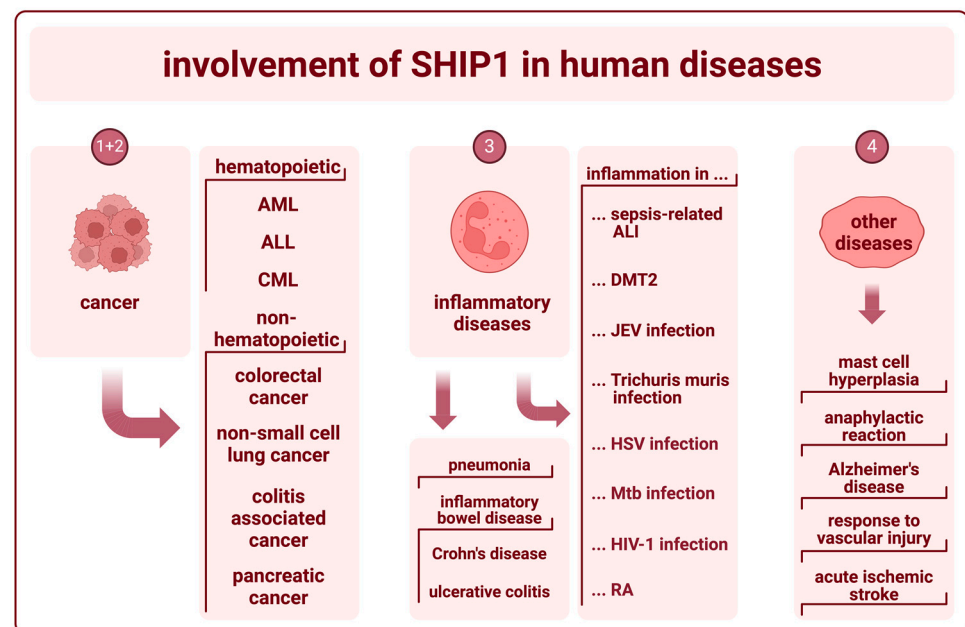 involvement of SHIP1 in human diseases
1+2
cancer
hematopoietic
AML
ALL
CML
non-
hematopoietic
colorectal
cancer
non-small cell
lung cancer
colitis
associated
cancer
pancreatic
cancer
3
inflammatory
diseases
pneumonia
inflammatory
bowel disease
Crohn's disease
ulcerative colitis
inflammation in ...
... sepsis-related
ALI
... DMT2
... JEV infection
... Trichuris muris
infection
... HSV infection
... Mtb infection
... HIV-1 infection
... RA
4
other
diseases
mast cell
hyperplasia
anaphylactic
reaction
Alzheimer's
disease
response to
vascular injury
acute ischemic
stroke